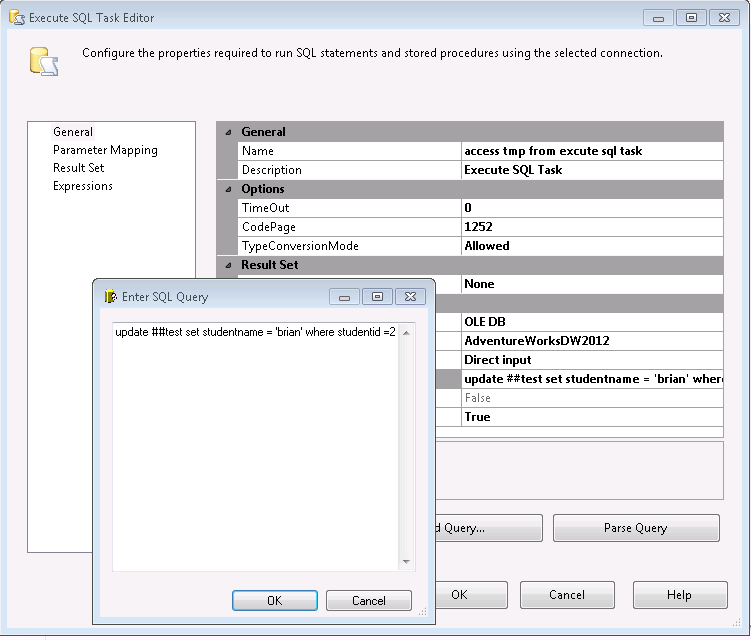 Execute SQL Task Editor
Configure the properties required to run SQL statements and stored procedures using the selected connection.
General
Parameter Mapping
Result Set
Expressions
General
Name access tmp from excute sql task
Description Execute SQL Task
Options
TimeOut 0
CodePage 1252
TypeConversionMode Allowed
Result Set
None
OLE DB
AdventureWorksDW2012
Direct input
update ##test set studentname = 'brian' wher
False
True
Enter SQL Query
update ##test set studentname = 'brian' where studentid =2
OK
Cancel
d Query...
Parse Query
OK
Cancel
Help